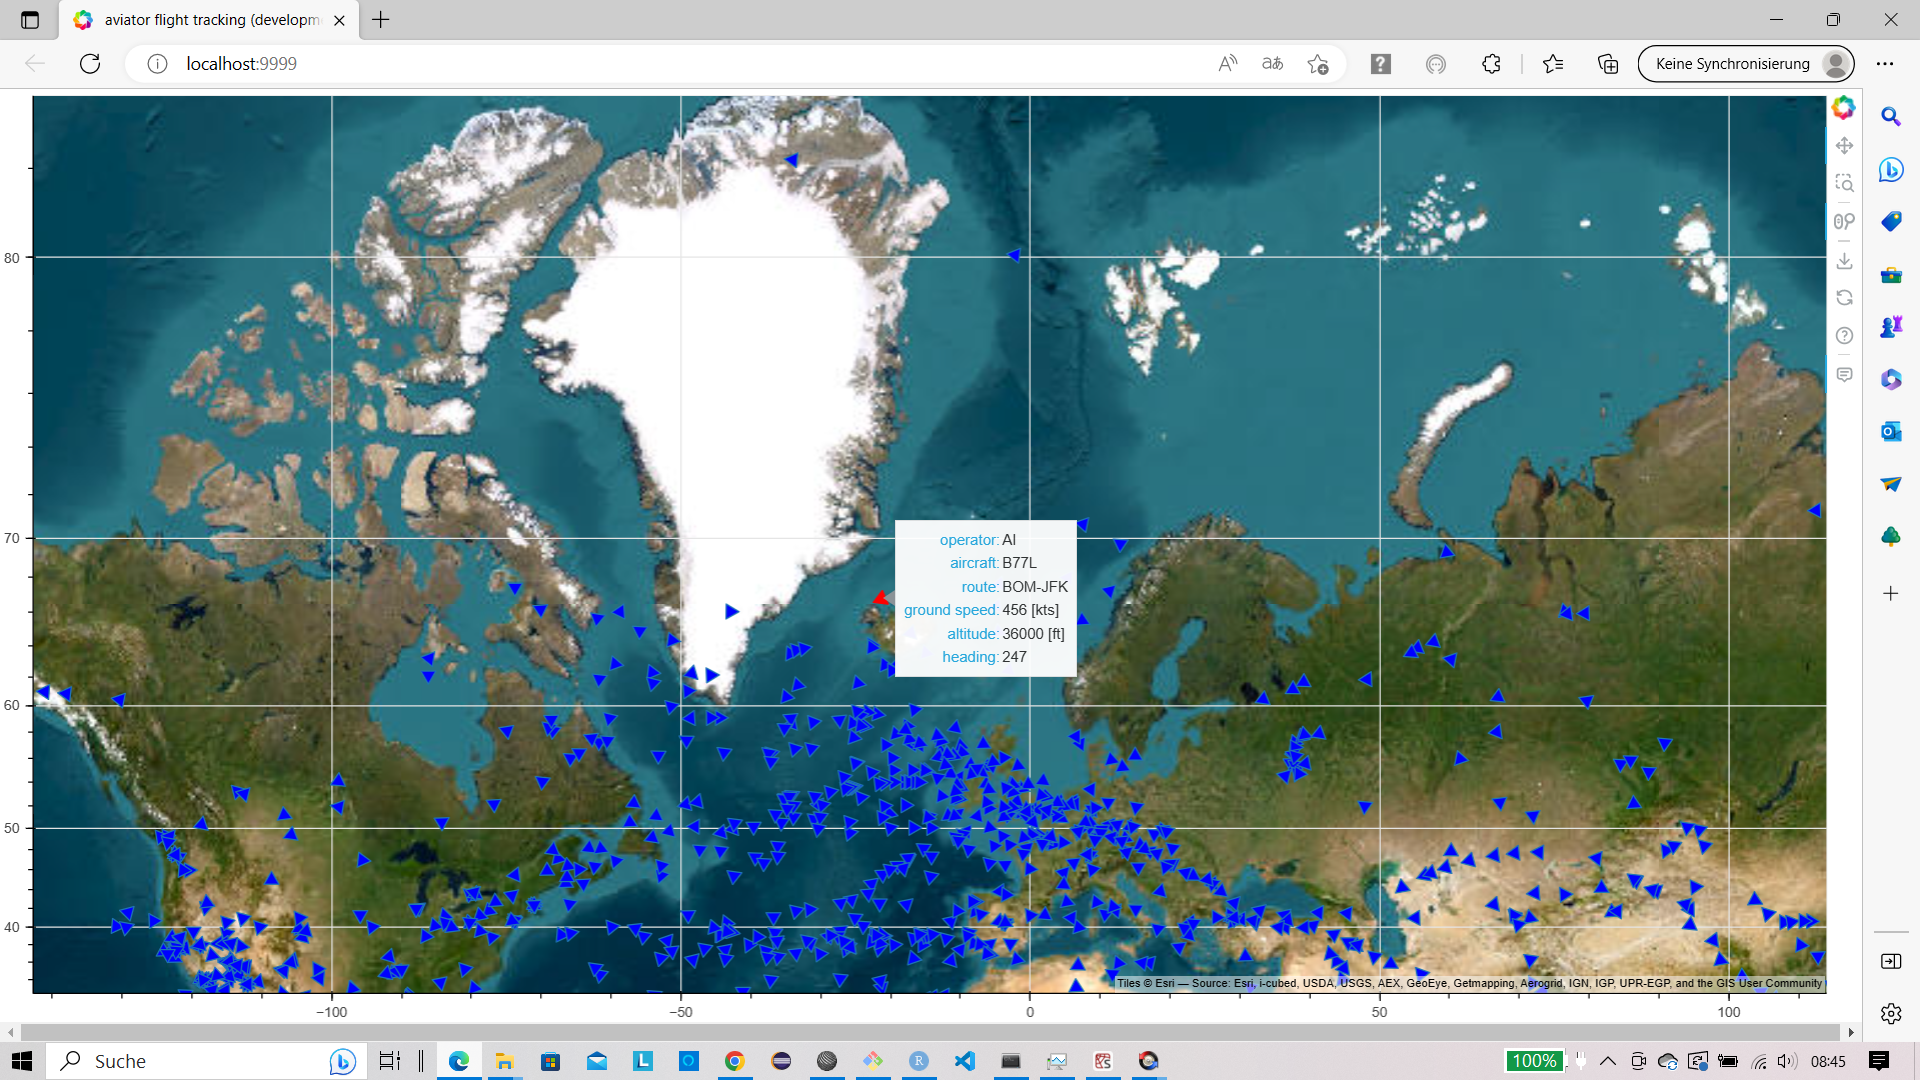 aviator flight tracking (developm
localhost:9999
Keine Synchronisierung
80
70
60
50
40
operator: AI
aircraft: B77L
route: BOM-JFK
ground speed: 456 [kts]
altitude: 36000 [ft]
heading: 247
Tiles © Esri — Source: Esri, i-cubed, USDA, USGS, AEX, GeoEye, Getmapping, Aerogrid, IGN, IGP, UPR-EGP, and the GIS User Community
−100
−50
0
50
100
Suche
100%
08:45